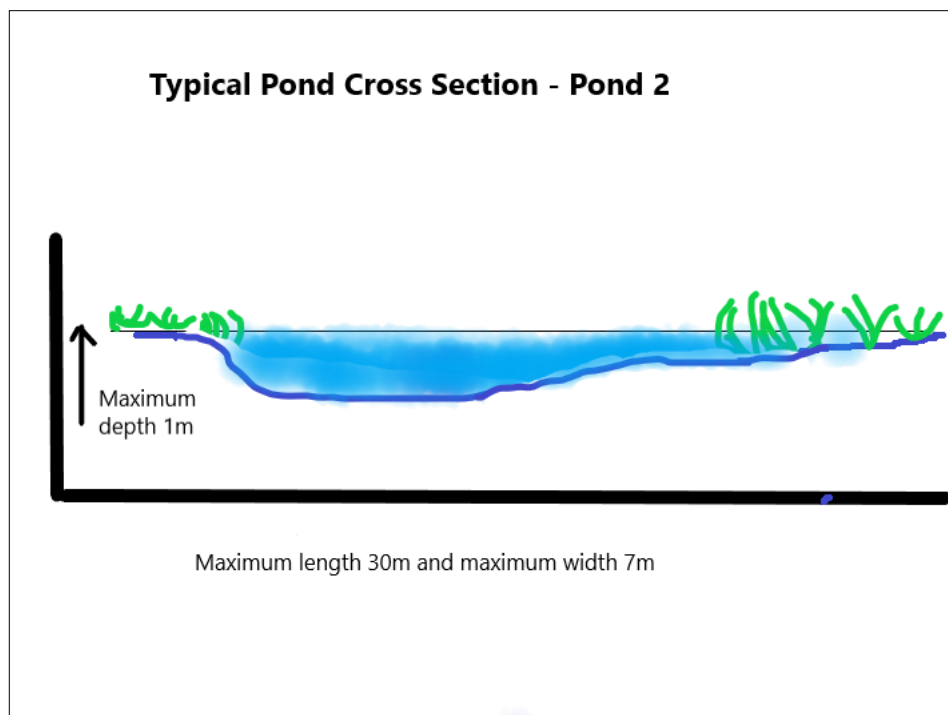 Typical Pond Cross Section - Pond 2
Maximum
depth 1m
Maximum length 30m and maximum width 7m